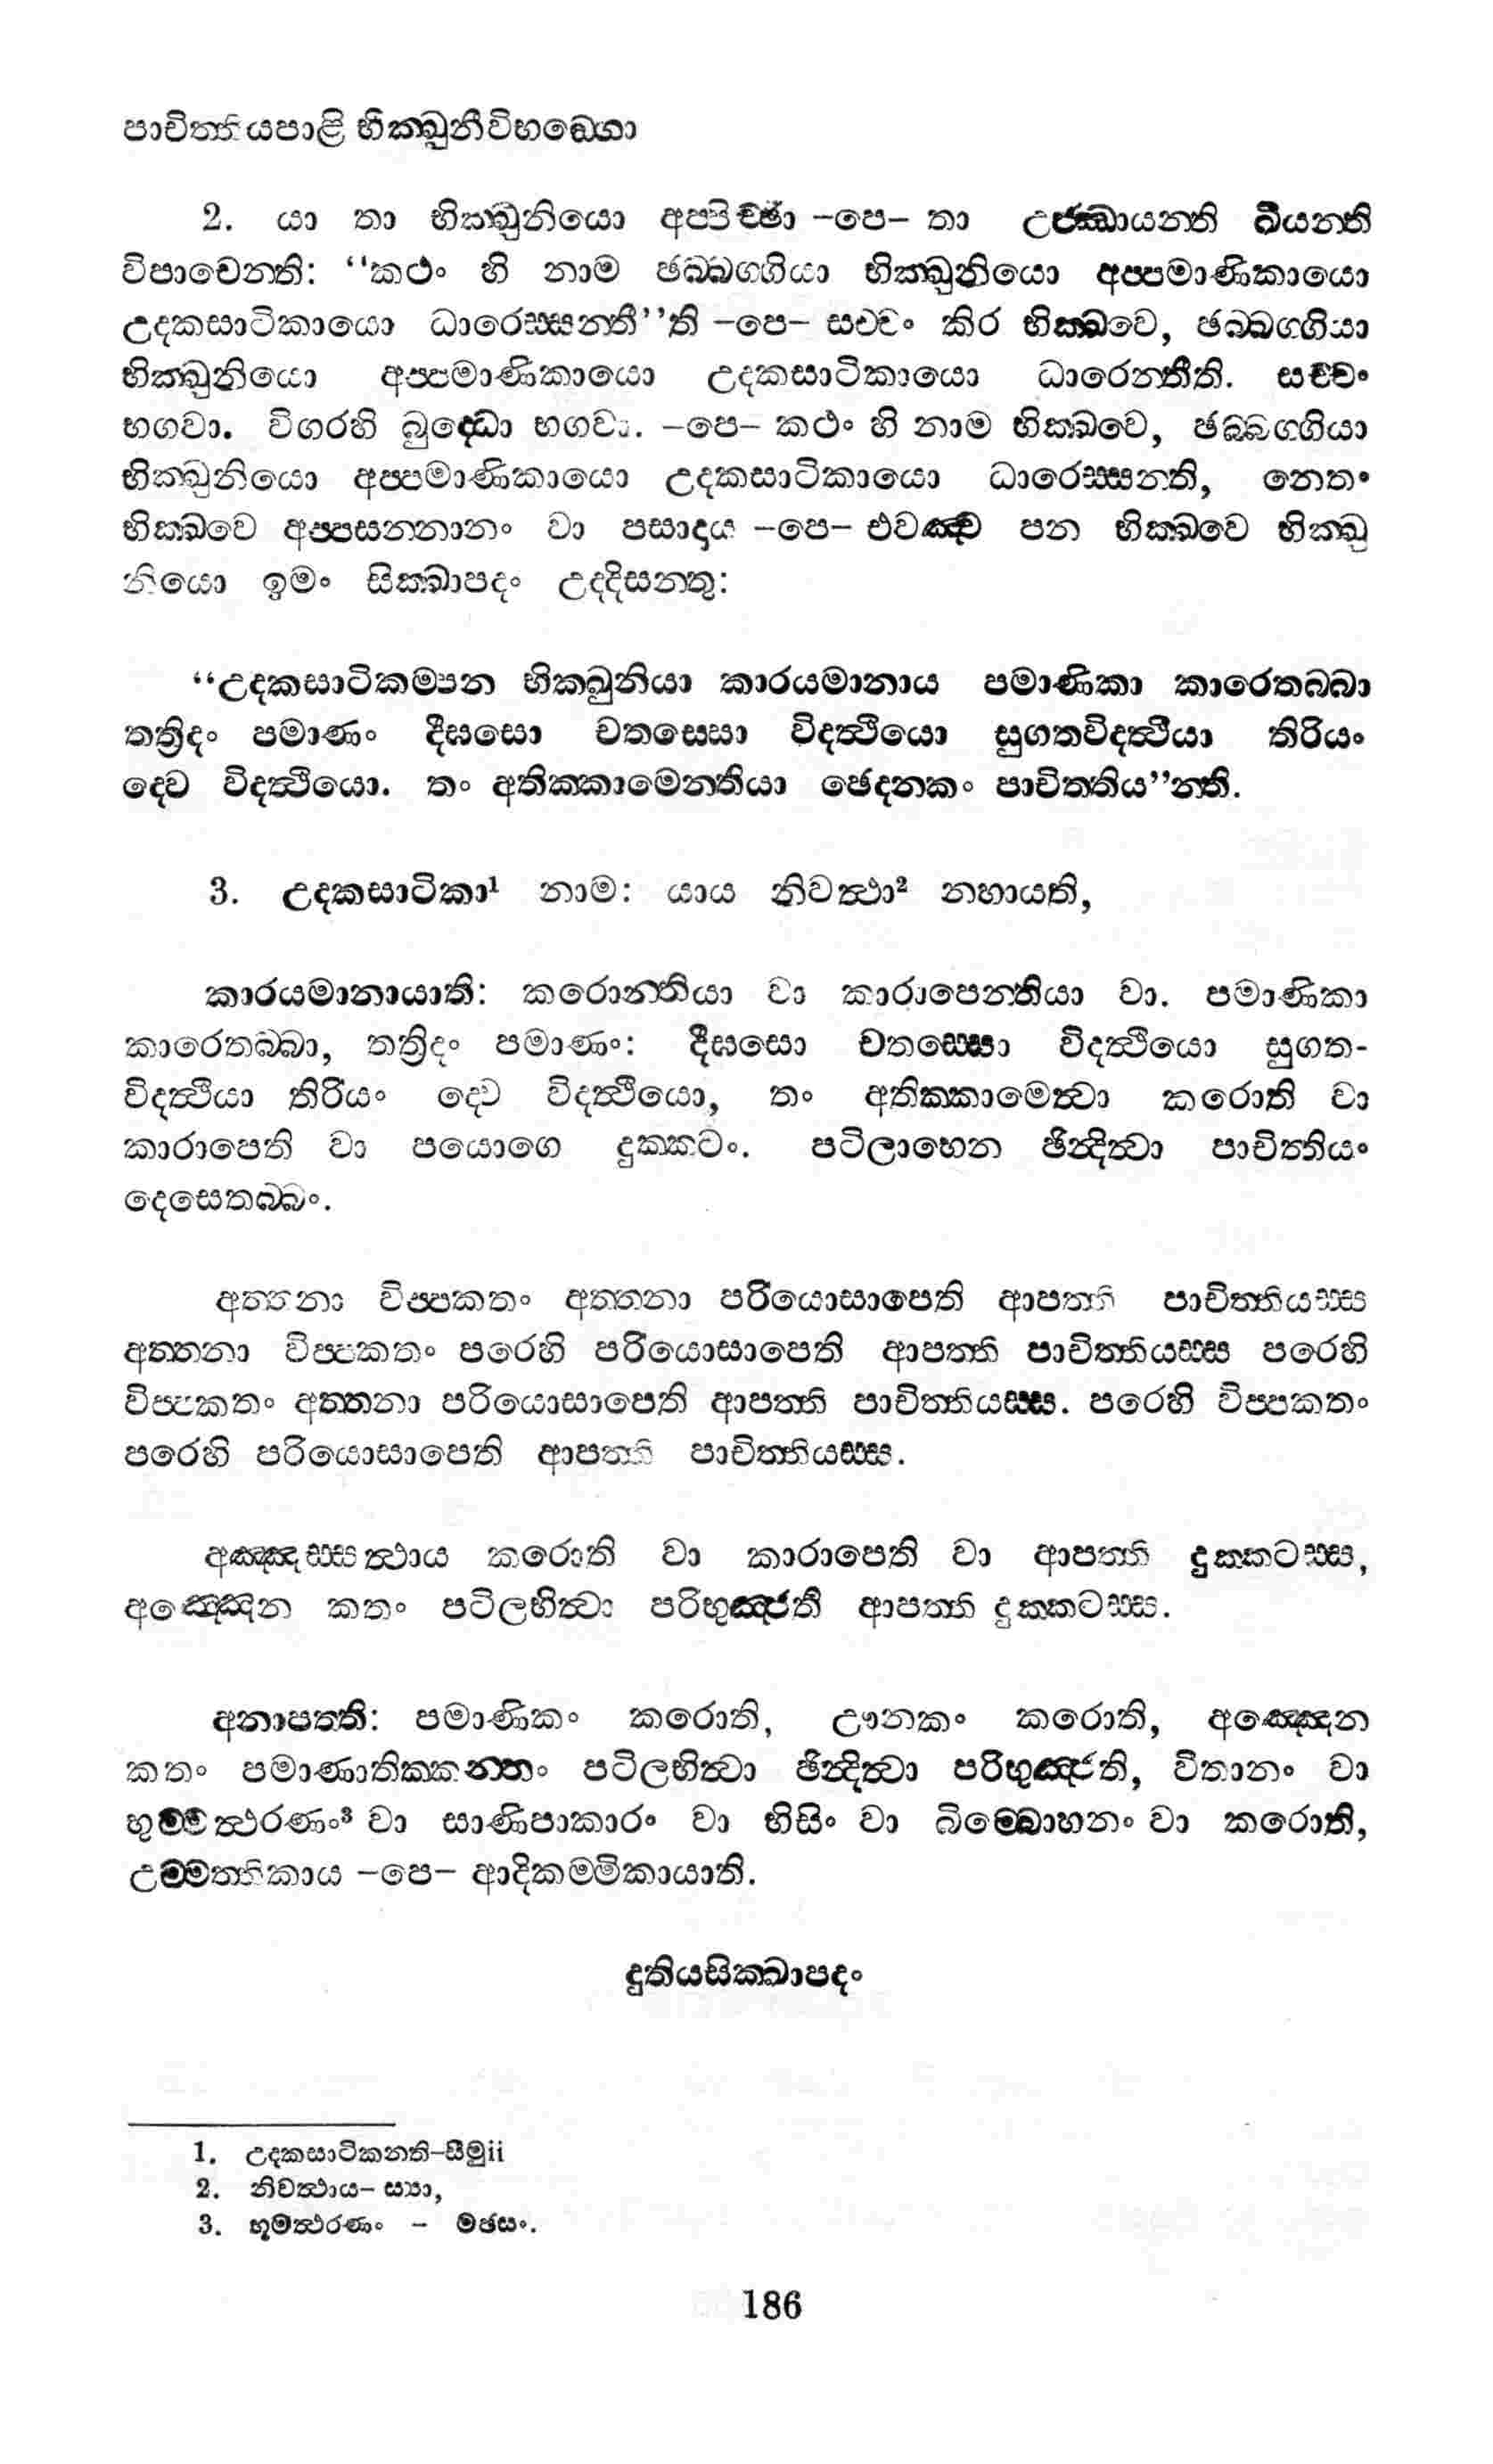 පාචිත්තියපාළි භික්ඛුනීවිභඞ්ගො
2. යා තා භික්ඛුනියො අප්පිච්ඡා –පෙ– තා උජ්ඣායන්ති ඛීයන්ති
විපාචෙන්ති: “කථං හි නාම ඡබ්බග්ගියා භික්ඛුනියො අප්පමාණිකායො
උදකසාටිකායො ධාරෙස්සන්තී”ති –පෙ– සච්චං කිර භික්ඛවෙ, ඡබ්බග්ගියා
භික්ඛුනියො අප්පමාණිකායො උදකසාටිකායො ධාරෙන්තීති. සච්චං
භගවා. විගරහි බුද්ධො භගවා. –පෙ– කථං හි නාම භික්ඛවෙ, ඡබ්බග්ගියා
භික්ඛුනියො අප්පමාණිකායො උදකසාටිකායො ධාරෙස්සන්ති, නෙතං
භික්ඛවෙ අප්පසන්නානං වා පසාදාය –පෙ– එවඤ්ච පන භික්ඛවෙ භික්ඛු
නියො ඉමං සික්ඛාපදං උද්දිසන්තු:
“උදකසාටිකම්පන භික්ඛුනියා කාරයමානාය පමාණිකා කාරෙතබ්බා
තත්‍රිදං පමාණං දීඝසො චතස්සො විදත්ථියො සුගතවිදත්ථියා තිරියං
ද්වෙ විදත්ථියො. තං අතික්කාමෙන්තියා ඡෙදනකං පාචිත්තිය”න්ති.
3. උදකසාටිකා¹ නාම: යාය නිවත්ථා² නහායති,
කාරයමානායාති: කරොන්තියා වා කාරාපෙන්තියා වා. පමාණිකා
කාරෙතබ්බා, තත්‍රිදං පමාණං: දීඝසො චතස්සො විදත්ථියො සුගත-
විදත්ථියා තිරියං ද්වෙ විදත්ථියො, තං අතික්කාමෙත්වා කරොති වා
කාරාපෙති වා පයොගෙ දුක්කටං. පටිලාභෙන ඡින්දිත්වා පාචිත්තියං
දෙසෙතබ්බං.
අත්තනා විප්පකතං අත්තනා පරියොසාපෙති ආපත්ති පාචිත්තියස්ස
අත්තනා විප්පකතං පරෙහි පරියොසාපෙති ආපත්ති පාචිත්තියස්ස පරෙහි
විප්පකතං අත්තනා පරියොසාපෙති ආපත්ති පාචිත්තියස්ස. පරෙහි විප්පකතං
පරෙහි පරියොසාපෙති ආපත්ති පාචිත්තියස්ස.
අඤ්ඤස්සත්ථාය කරොති වා කාරාපෙති වා ආපත්ති දුක්කටස්ස,
අඤ්ඤෙන කතං පටිලභිත්වා පරිභුඤ්ජති ආපත්ති දුක්කටස්ස.
අනාපත්ති: පමාණිකං කරොති, ඌනකං කරොති, අඤ්ඤෙන
කතං පමාණාතික්කන්තං පටිලභිත්වා ඡින්දිත්වා පරිභුඤ්ජති, විතානං වා
භුම්මත්ථරණං³ වා සාණිපාකාරං වා භිසිං වා බිම්බොහනං වා කරොති,
උම්මත්තිකාය –පෙ– ආදිකම්මිකායාති.
දුතියසික්ඛාපදං
1. උදකසාටිකන්ති–සීමුii
2. නිවත්ථාය– ස්‍යා,
3. භූමත්ථරණං – මඡසං.
186